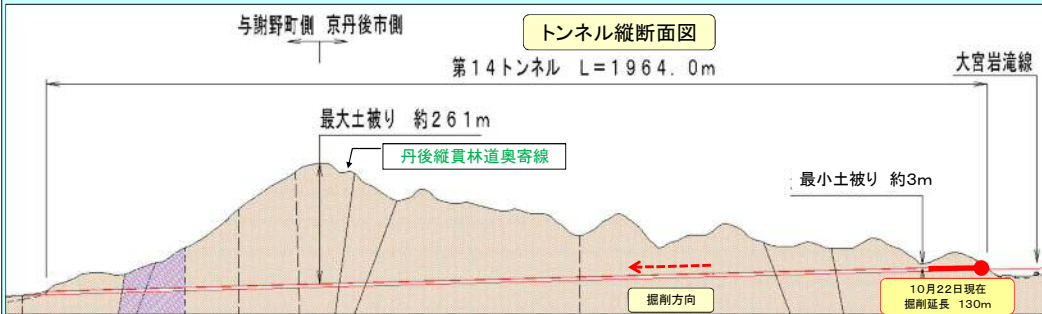 与謝野町側 京丹後市側
トンネル縦断面図
第14トンネル L=1964.0m
大宮岩滝線
最大土被り 約261m
丹後縦貫林道奥寄線
最小土被り 約3m
掘削方向
10月22日現在
掘削延長 130m